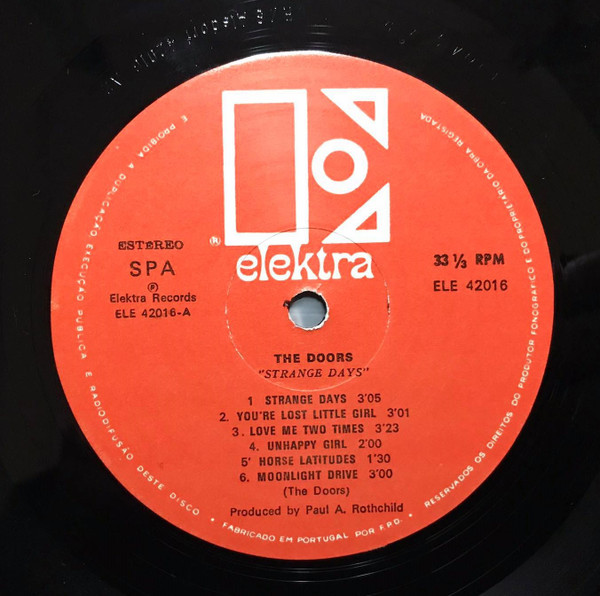 elektra
®
ESTéREO
SPA
℗
Elektra Records
ELE 42016-A
33 ⅓ RPM
ELE 42016
THE DOORS
"STRANGE DAYS"
1 STRANGE DAYS 3'05
2. YOU'RE LOST LITTLE GIRL 3'01
3. LOVE ME TWO TIMES 3'23
4. UNHAPPY GIRL 2'00
5' HORSE LATITUDES 1'30
6. MOONLIGHT DRIVE 3'00
(The Doors)
Produced by Paul A. Rothchild
RESERVADOS OS DIREITOS DO PRODUTOR FONOGRÁFICO E DO PROPRIETÁRIO DA OBRA REGISTADA
É PROIBIDA A DUPLICAÇÃO EXECUÇÃO PUBLICA E RADIODIFUSÃO DESTE DISCO • FABRICADO EM PORTUGAL POR F.P.D. •